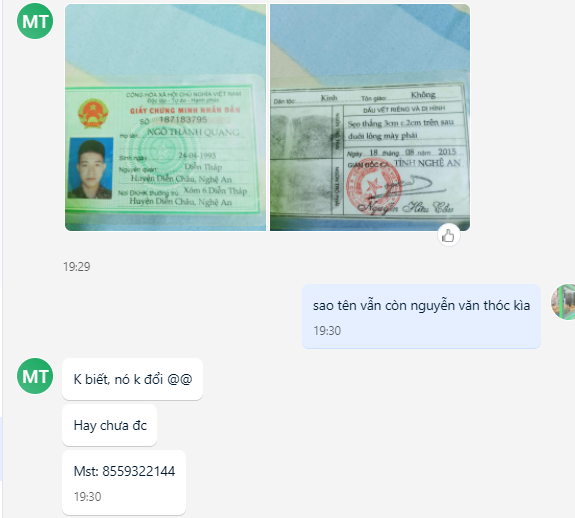 MT
CỘNG HÒA XÃ HỘI CHỦ NGHĨA VIỆT NAM
Độc lập - Tự do - Hạnh phúc
GIẤY CHỨNG MINH NHÂN DÂN
SỐ 187183795
Họ tên NGÔ THÀNH QUANG
Sinh ngày 24-04-1995
Nguyên quán Diễn Tháp
Huyện Diễn Châu, Nghệ An
Nơi ĐKHK thường trú Xóm 6 Diễn Tháp
Huyện Diễn Châu, Nghệ An
Dân tộc: Kinh Tôn giáo: Không
DẤU VẾT RIÊNG VÀ DỊ HÌNH
Sẹo thẳng 3cm c.2cm trên sau
đuôi lông mày phải
Ngày 18 tháng 08 năm 2015
GIÁM ĐỐC CA TỈNH NGHỆ AN
NGÓN TRỎ TRÁI
NGÓN TRỎ PHẢI
Nguyễn Hữu Cầu
19:29
sao tên vẫn còn nguyễn văn thóc kìa
19:30
MT
K biết, nó k đổi @@
Hay chưa đc
Mst: 8559322144
19:30